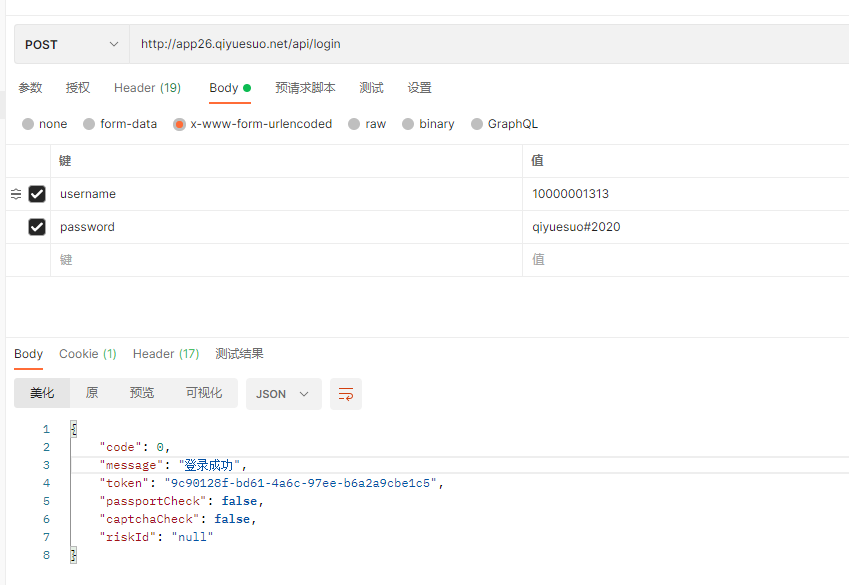 POST http://app26.qiyuesuo.net/api/login
参数 授权 Header (19) Body 预请求脚本 测试 设置
none form-data x-www-form-urlencoded raw binary GraphQL
键 值
username 10000001313
password qiyuesuo#2020
键 值
Body Cookie (1) Header (17) 测试结果
美化 原 预览 可视化 JSON
1 {
2 "code": 0,
3 "message": "登录成功",
4 "token": "9c90128f-bd61-4a6c-97ee-b6a2a9cbe1c5",
5 "passportCheck": false,
6 "captchaCheck": false,
7 "riskId": "null"
8 }